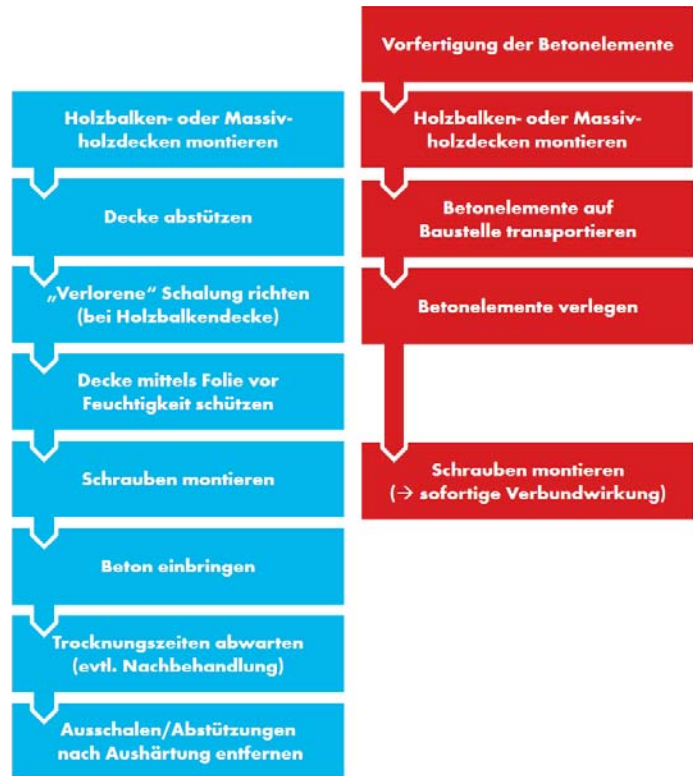 Holzbalken- oder Massiv-
holzdecken montieren
Decke abstützen
„Verlorene“ Schalung richten
(bei Holzbalkendecke)
Decke mittels Folie vor
Feuchtigkeit schützen
Schrauben montieren
Beton einbringen
Trocknungszeiten abwarten
(evtl. Nachbehandlung)
Ausschalen/Abstützungen
nach Aushärtung entfernen
Vorfertigung der Betonelemente
Holzbalken- oder Massiv-
holzdecken montieren
Betonelemente auf
Baustelle transportieren
Betonelemente verlegen
Schrauben montieren
(→ sofortige Verbundwirkung)